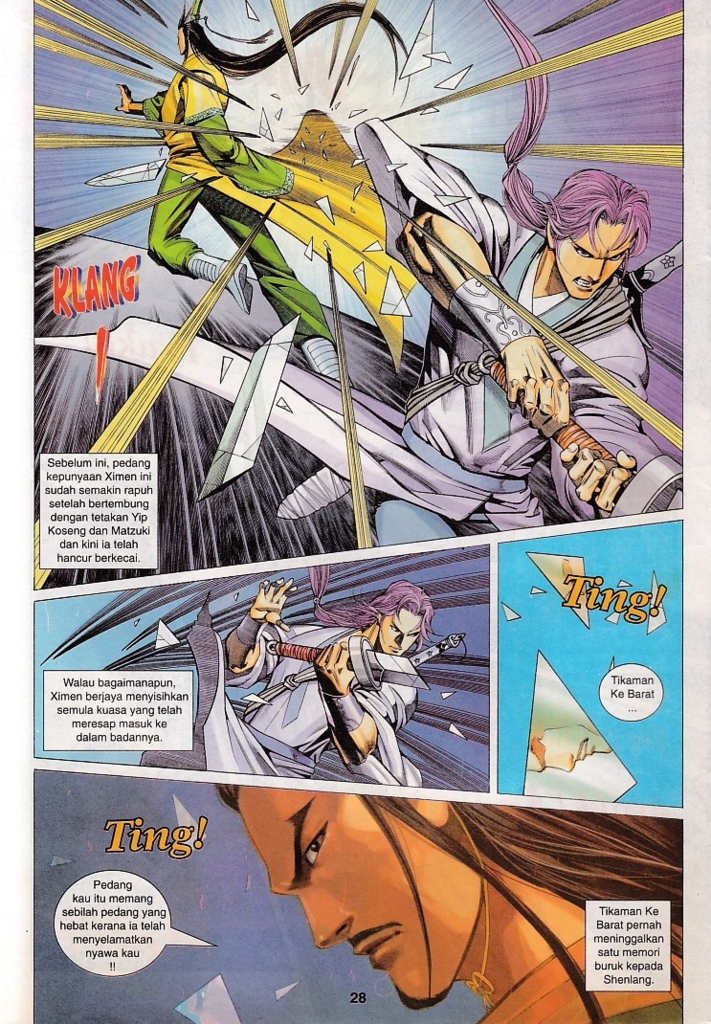 KLANG
!
Sebelum ini, pedang
kepunyaan Ximen ini
sudah semakin rapuh
setelah bertembung
dengan tetakan Yip
Koseng dan Matzuki
dan kini ia telah
hancur berkecai.
Walau bagaimanapun,
Ximen berjaya menyisihkan
semula kuasa yang telah
meresap masuk ke
dalam badannya.
Ting!
Tikaman
Ke Barat
...
Ting!
Pedang
kau itu memang
sebilah pedang yang
hebat kerana ia telah
menyelamatkan
nyawa kau
!!
Tikaman Ke
Barat pernah
meninggalkan
satu memori
buruk kepada
Shenlang.
28